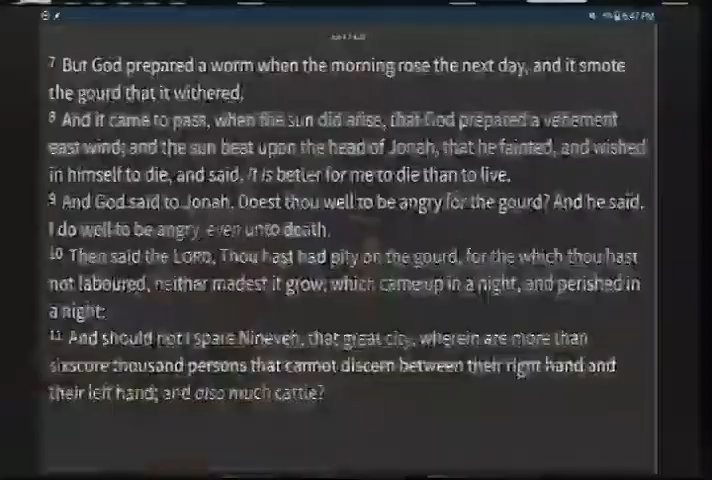 6:47 PM
7 But God prepared a worm when the morning rose the next day, and it smote
the gourd that it withered.
8 And it came to pass, when the sun did arise, that God prepared a vehement
east wind; and the sun beat upon the head of Jonah, that he fainted, and wished
in himself to die, and said, It is better for me to die than to live.
9 And God said to Jonah, Doest thou well to be angry for the gourd? And he said,
I do well to be angry, even unto death.
10 Then said the LORD, Thou hast had pity on the gourd, for the which thou hast
not laboured, neither madest it grow; which came up in a night, and perished in
a night:
11 And should not I spare Nineveh, that great city, wherein are more than
sixscore thousand persons that cannot discern between their right hand and
their left hand; and also much cattle?